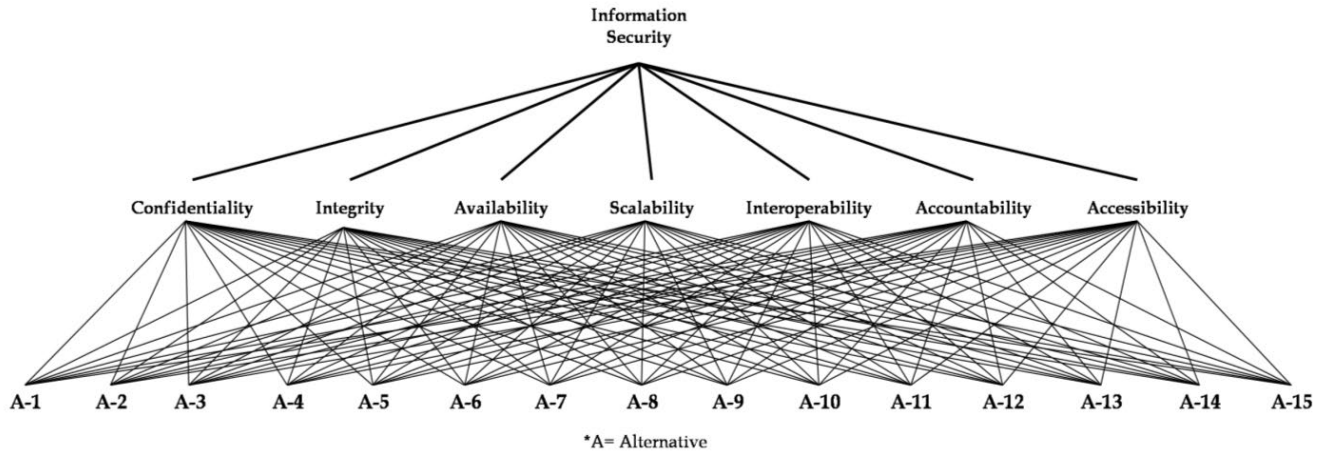 Information
Security
Confidentiality Integrity Availability Scalability Interoperability Accountability Accessibility
A-1 A-2 A-3 A-4 A-5 A-6 A-7 A-8 A-9 A-10 A-11 A-12 A-13 A-14 A-15
*A= Alternative